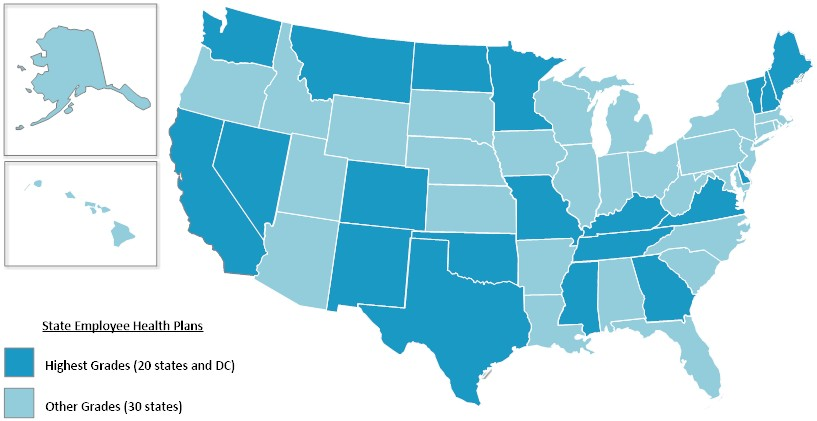 State Employee Health Plans
Highest Grades (20 states and DC)
Other Grades (30 states)